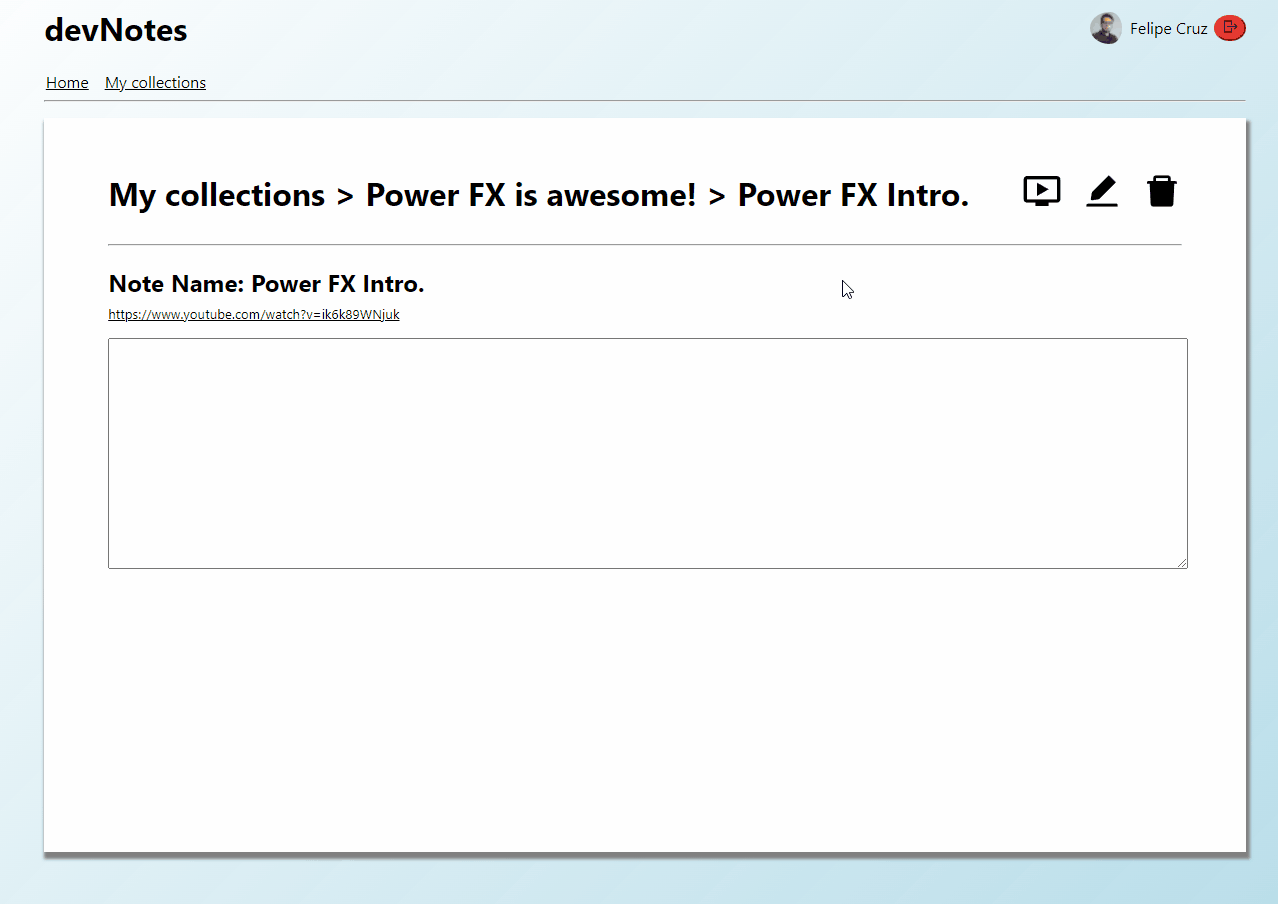 devNotes
Felipe Cruz
Home My collections
My collections > Power FX is awesome! > Power FX Intro.
Note Name: Power FX Intro.
https://www.youtube.com/watch?v=ik6k89WNjuk